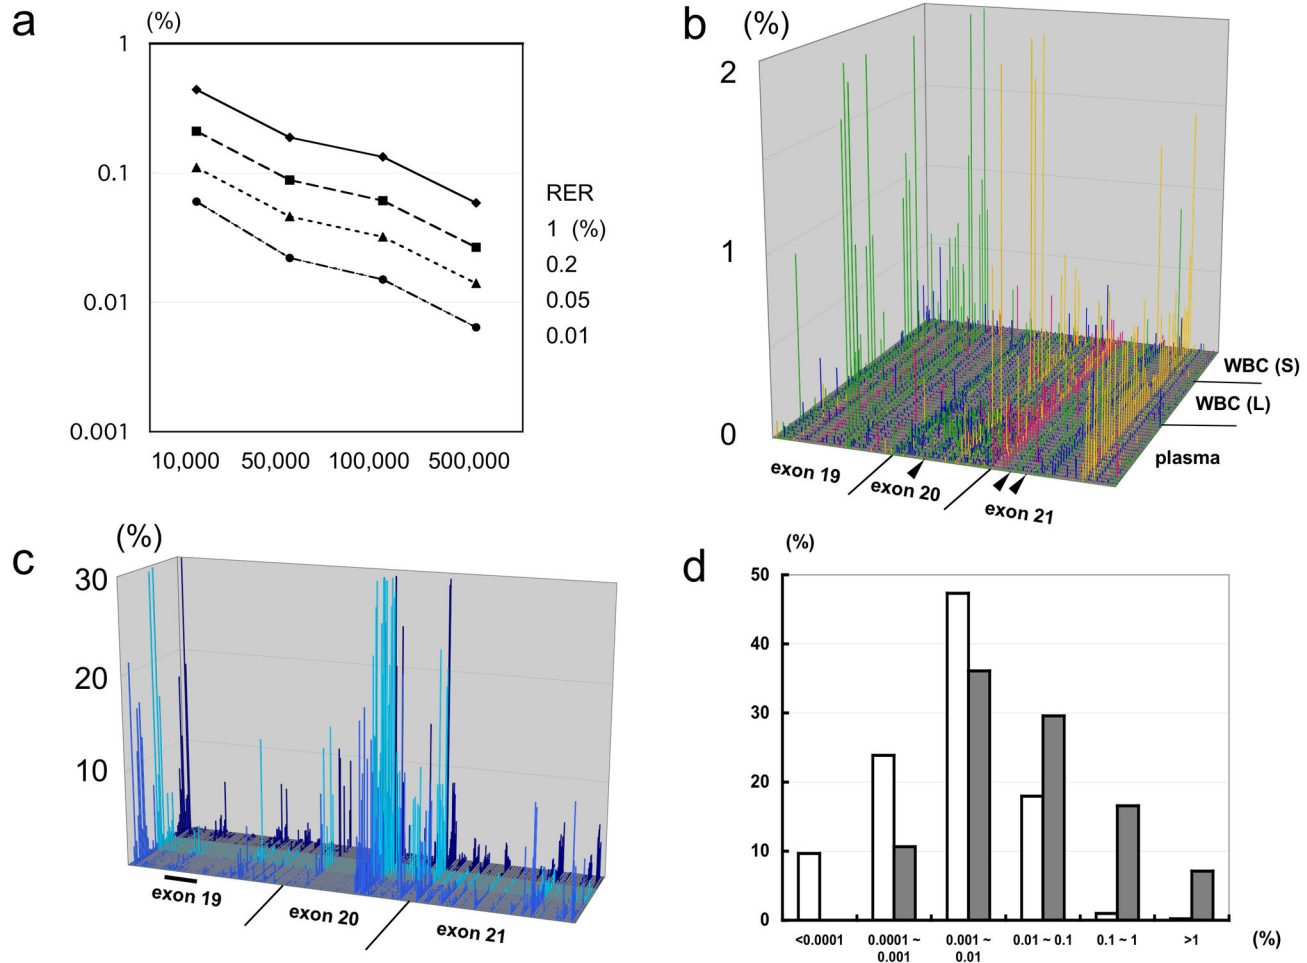 a
(%)
1
0.1
0.01
0.001
10,000
50,000
100,000
500,000
RER
1 (%)
0.2
0.05
0.01
b
(%)
2
1
0
exon 19
exon 20
exon 21
WBC (S)
WBC (L)
plasma
c
(%)
30
20
10
exon 19
exon 20
exon 21
d
(%)
50
40
30
20
10
0
<0.0001
0.0001 ~
0.001
0.001 ~
0.01
0.01 ~ 0.1
0.1 ~ 1
>1
(%)